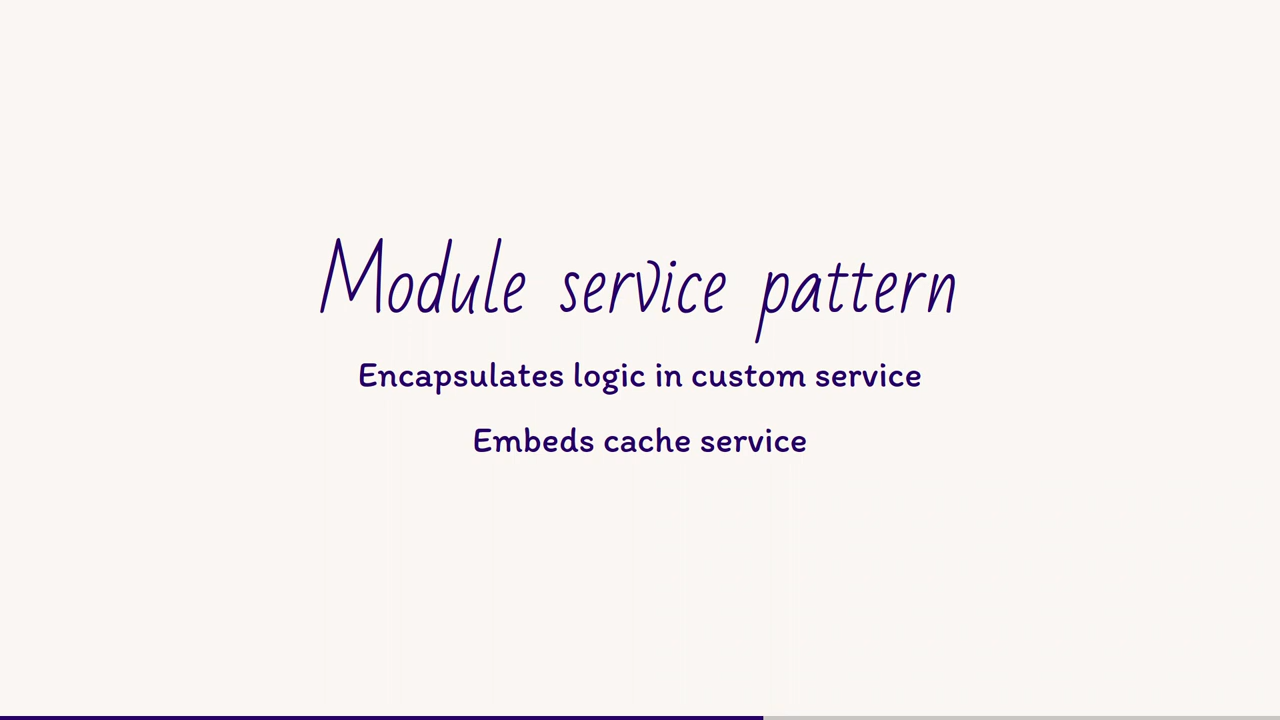 Module service pattern
Encapsulates logic in custom service
Embeds cache service